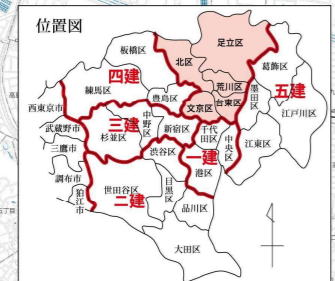 位置図
足立区
板橋区
北区
葛飾区
四建
練馬区
荒川区
豊島区
文京区
台東区
墨田区
五建
西東京市
武蔵野市
三建
中野区
新宿区
千代田区
江戸川区
杉並区
三鷹市
渋谷区
一建
中央区
江東区
調布市
港区
狛江市
世田谷区
目黒区
二建
品川区
大田区